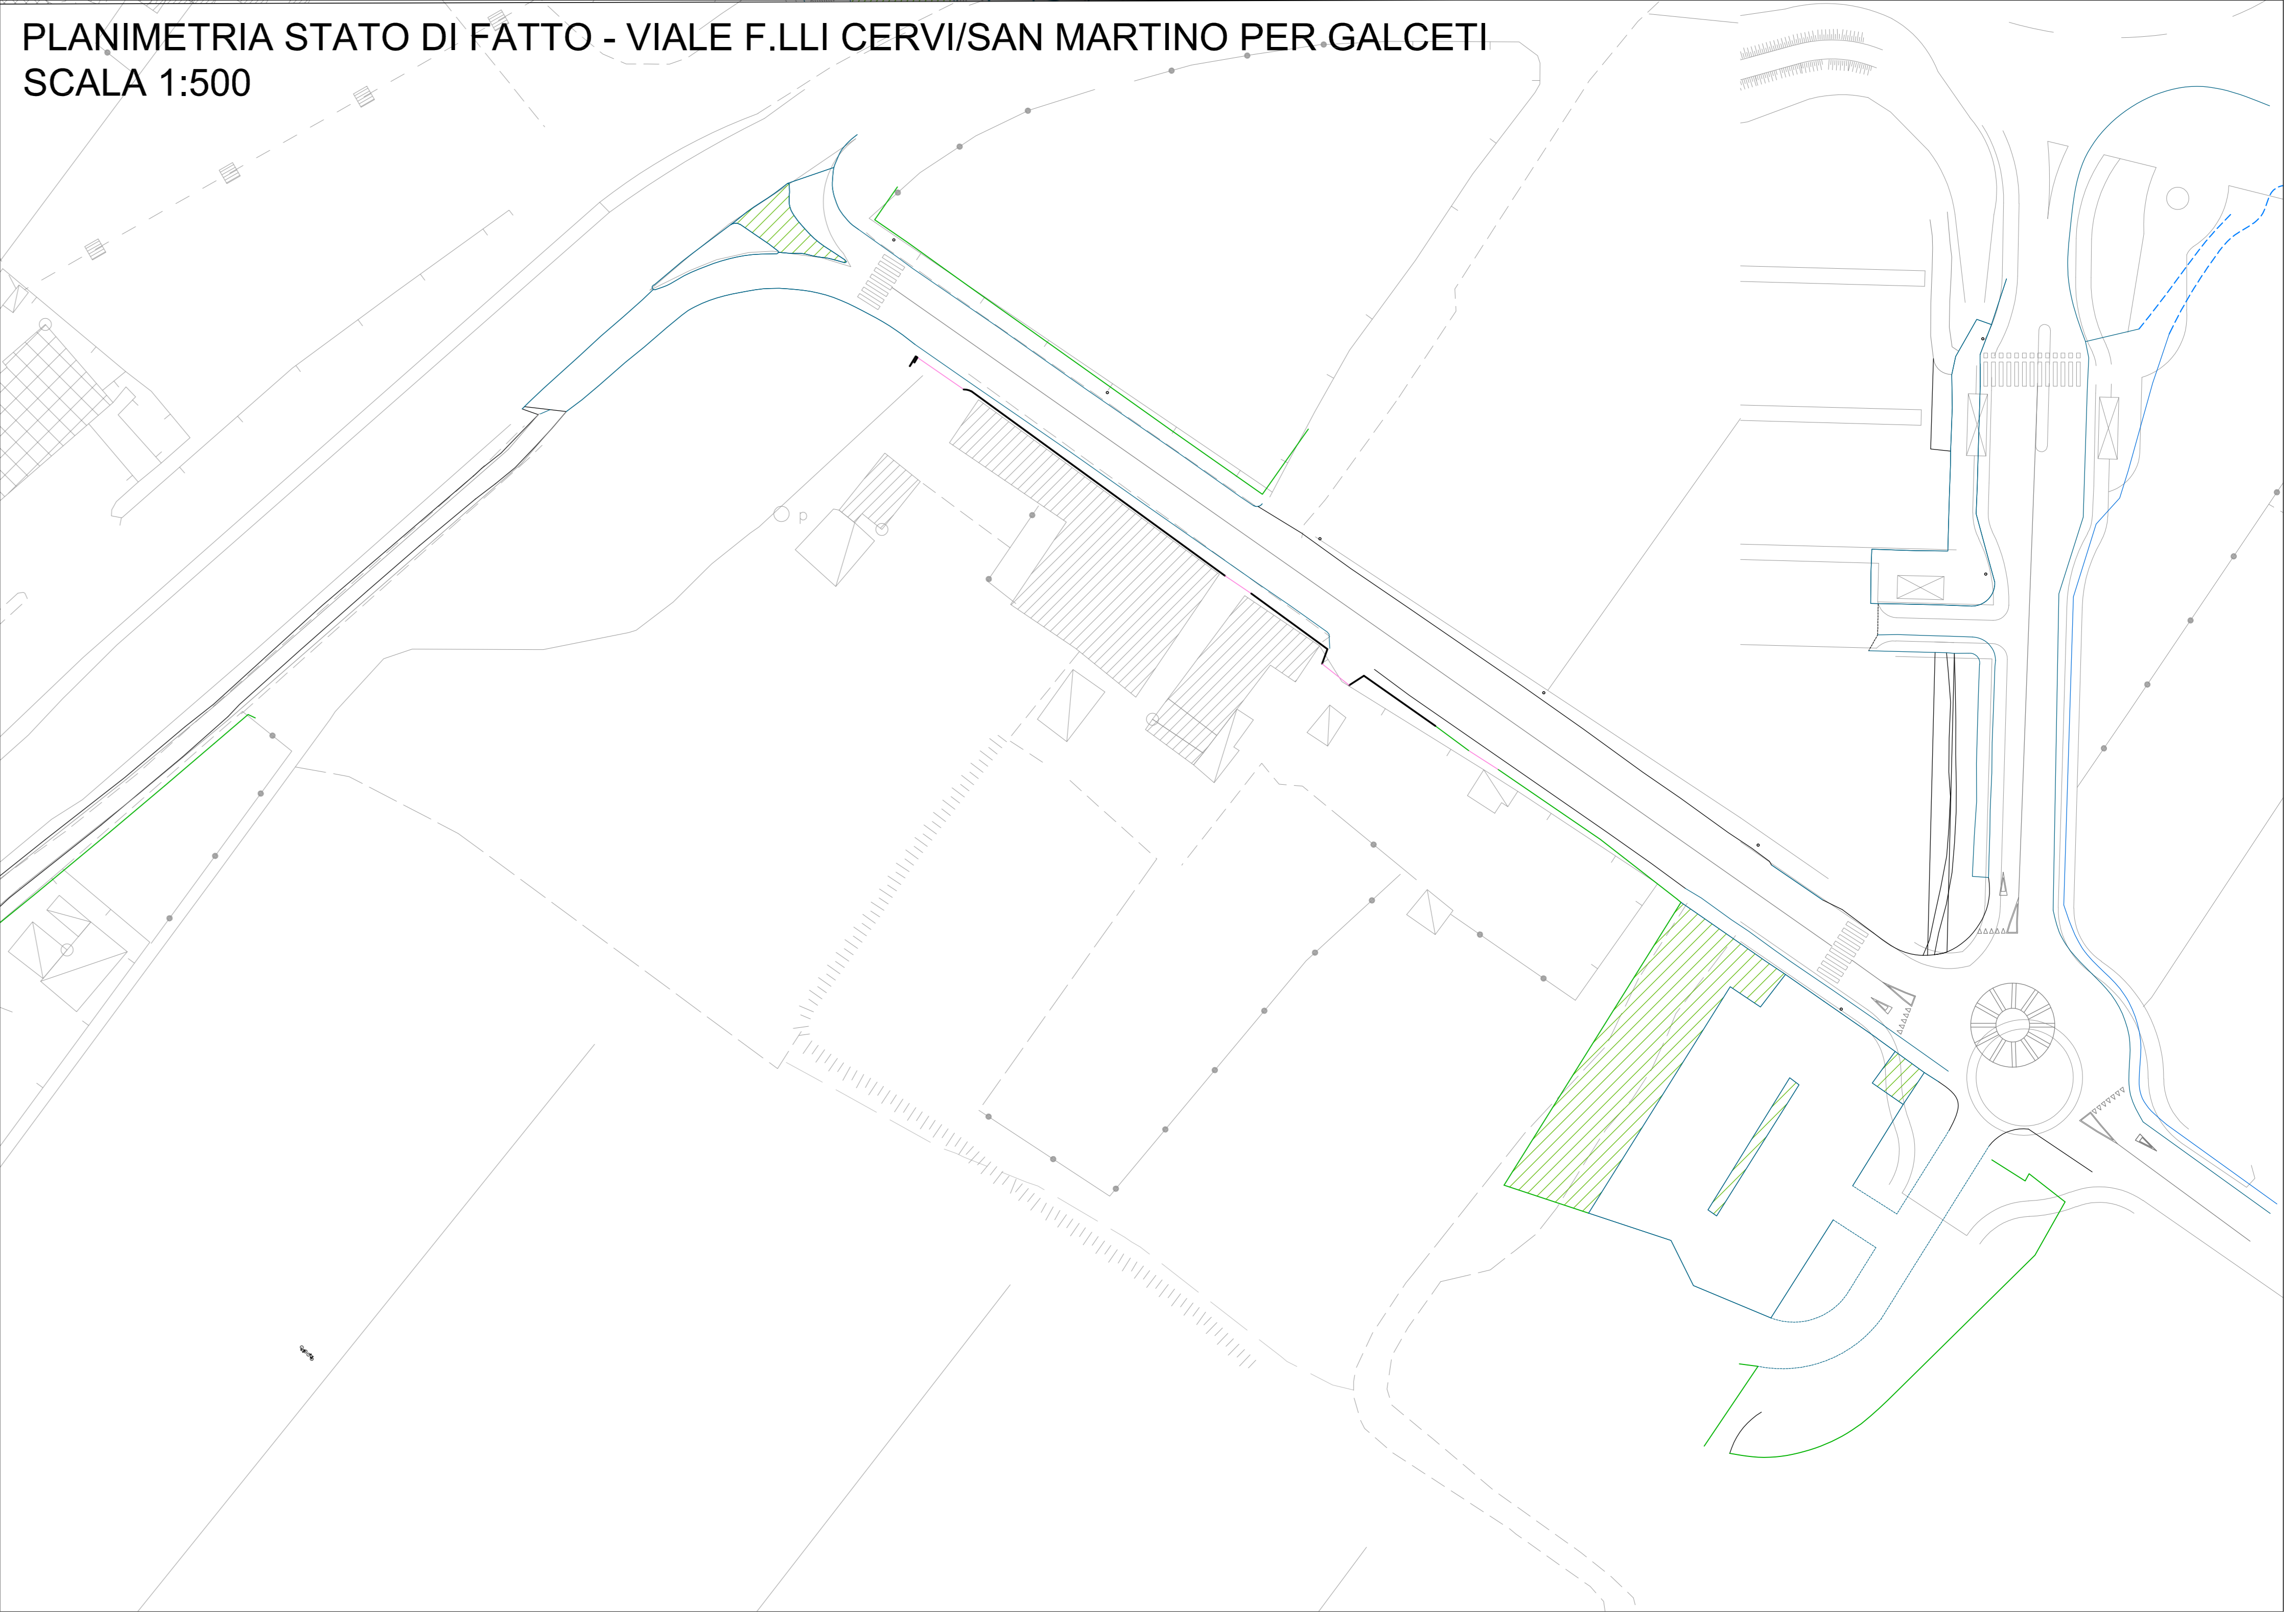 PLANIMETRIA STATO DI FATTO - VIALE F.LLI CERVI/SAN MARTINO PER GALCETI
SCALA 1:500
p